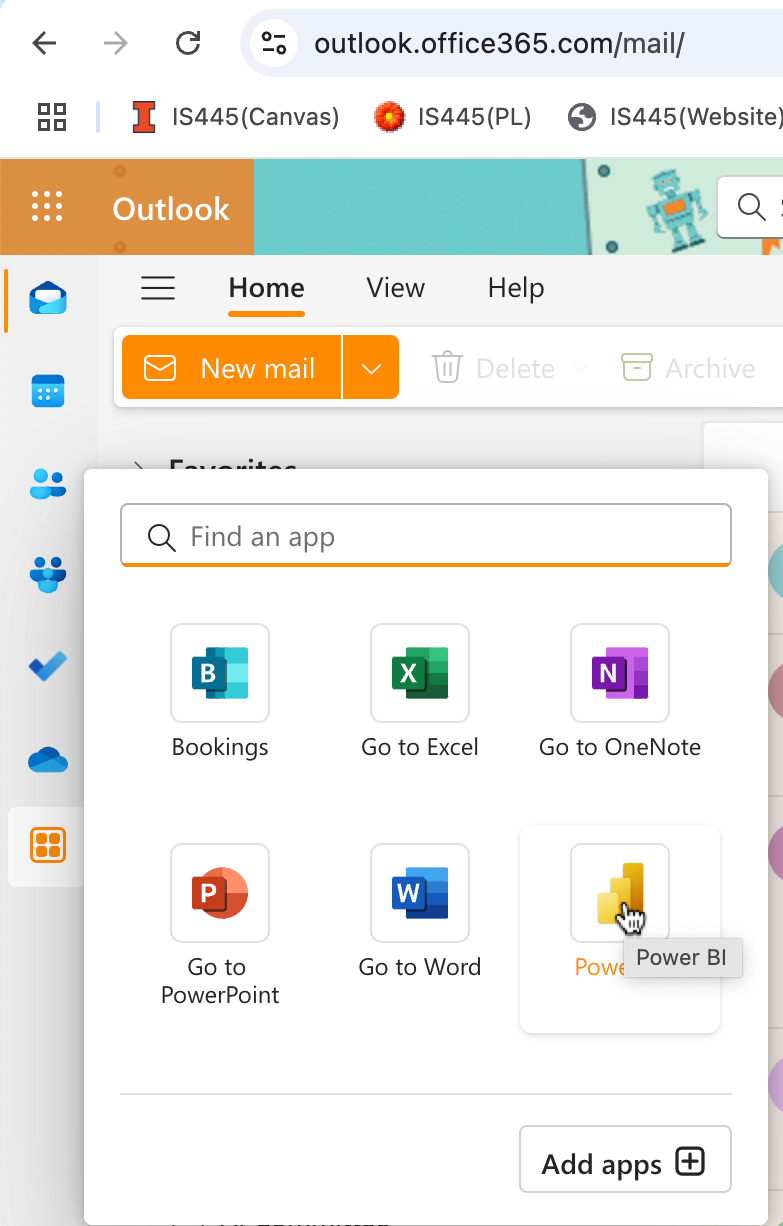 outlook.office365.com/mail/
IS445(Canvas) IS445(PL) IS445(Website)
Outlook
Home View Help
New mail Delete Archive
Favorites
Find an app
B X N
Bookings Go to Excel Go to OneNote
P W
Go to PowerPoint Go to Word Power BI
Add apps